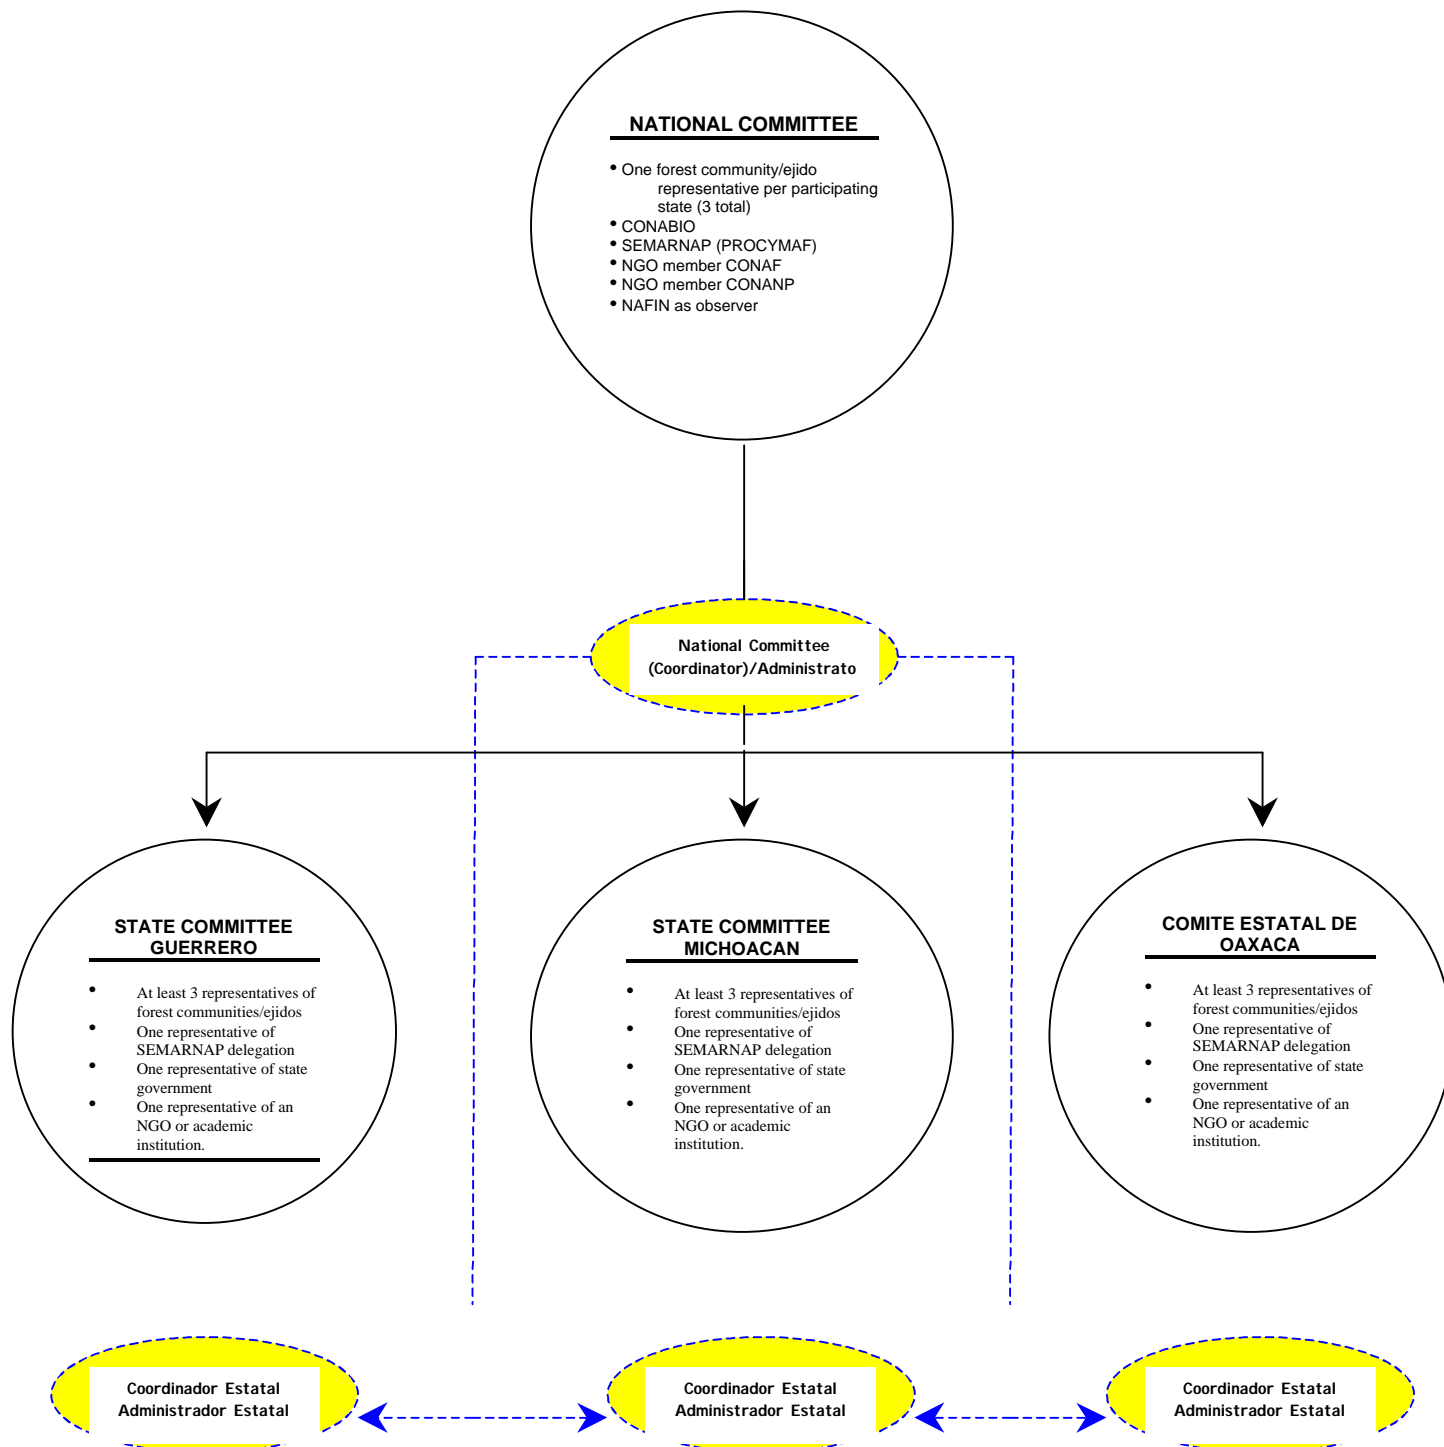 NATIONAL COMMITTEE
• One forest community/ejido
representative per participating
state (3 total)
• CONABIO
• SEMARNAP (PROCYMAF)
• NGO member CONAF
• NGO member CONANP
• NAFIN as observer
National Committee
(Coordinator)/Administrato
STATE COMMITTEE
GUERRERO
• At least 3 representatives of
forest communities/ejidos
• One representative of
SEMARNAP delegation
• One representative of state
government
• One representative of an
NGO or academic
institution.
STATE COMMITTEE
MICHOACAN
• At least 3 representatives of
forest communities/ejidos
• One representative of
SEMARNAP delegation
• One representative of state
government
• One representative of an
NGO or academic
institution.
COMITE ESTATAL DE
OAXACA
• At least 3 representatives of
forest communities/ejidos
• One representative of
SEMARNAP delegation
• One representative of state
government
• One representative of an
NGO or academic
institution.
Coordinador Estatal
Administrador Estatal
Coordinador Estatal
Administrador Estatal
Coordinador Estatal
Administrador Estatal